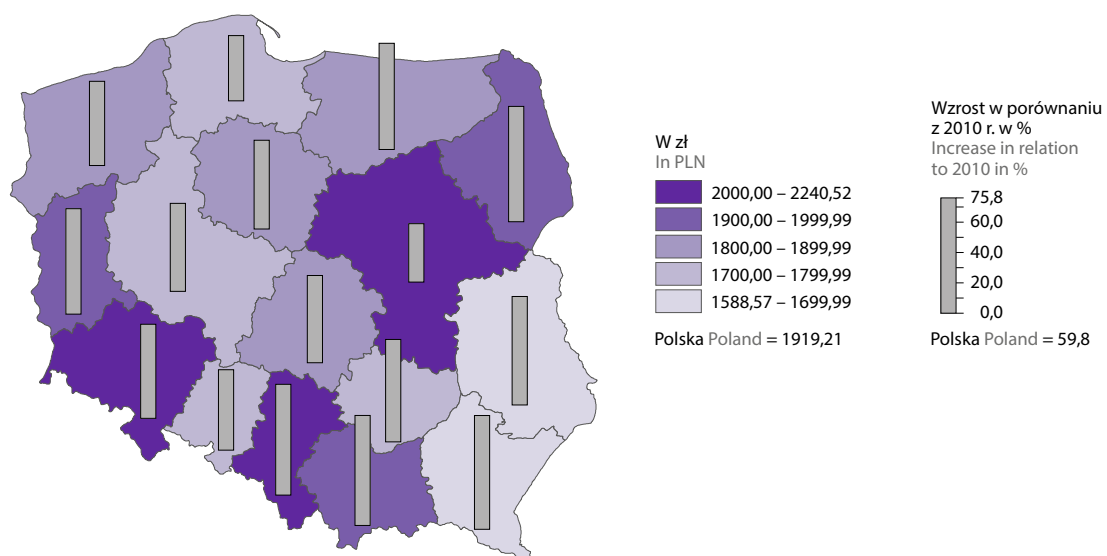 W zł
In PLN
2000,00 – 2240,52
1900,00 – 1999,99
1800,00 – 1899,99
1700,00 – 1799,99
1588,57 – 1699,99
Polska Poland = 1919,21
Wzrost w porównaniu
z 2010 r. w %
Increase in relation
to 2010 in %
75,8
60,0
40,0
20,0
0,0
Polska Poland = 59,8